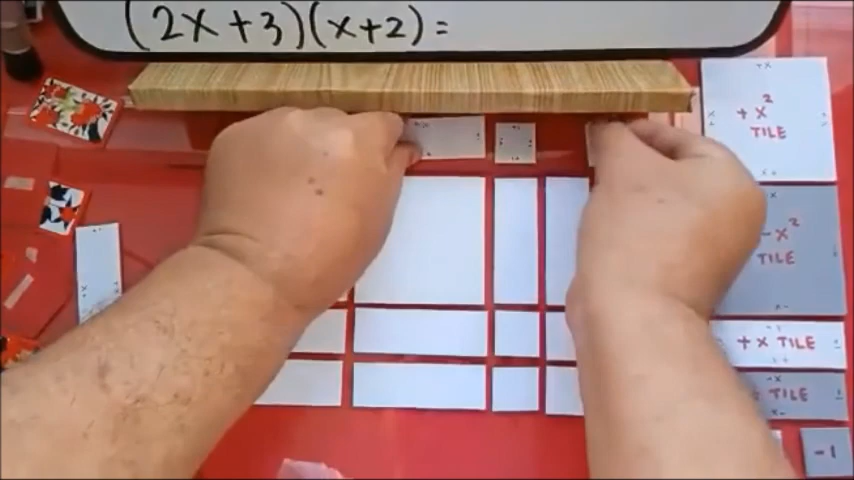 (2x+3)(x+2)=
+x²
TILE
-x²
TILE
+x TILE
TILE
-1